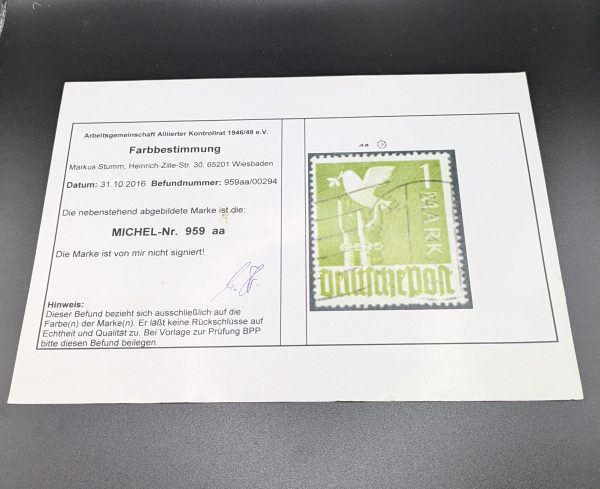 Arbeitsgemeinschaft Alliierter Kontrollrat 1946/48 e.V.
Farbbestimmung
Markus Stumm, Heinrich-Zille-Str. 30, 65201 Wiesbaden
Datum: 31.10.2016 Befundnummer: 959aa/00294
Die nebenstehend abgebildete Marke ist die:
MICHEL-Nr. 959 aa
Die Marke ist von mir nicht signiert!
Hinweis:
Dieser Befund bezieht sich ausschließlich auf die
Farbe(n) der Marke(n). Er läßt keine Rückschlüsse auf
Echtheit und Qualität zu. Bei Vorlage zur Prüfung BPP
bitte diesen Befund beilegen.
aa
1 MARK
Deutsche Post